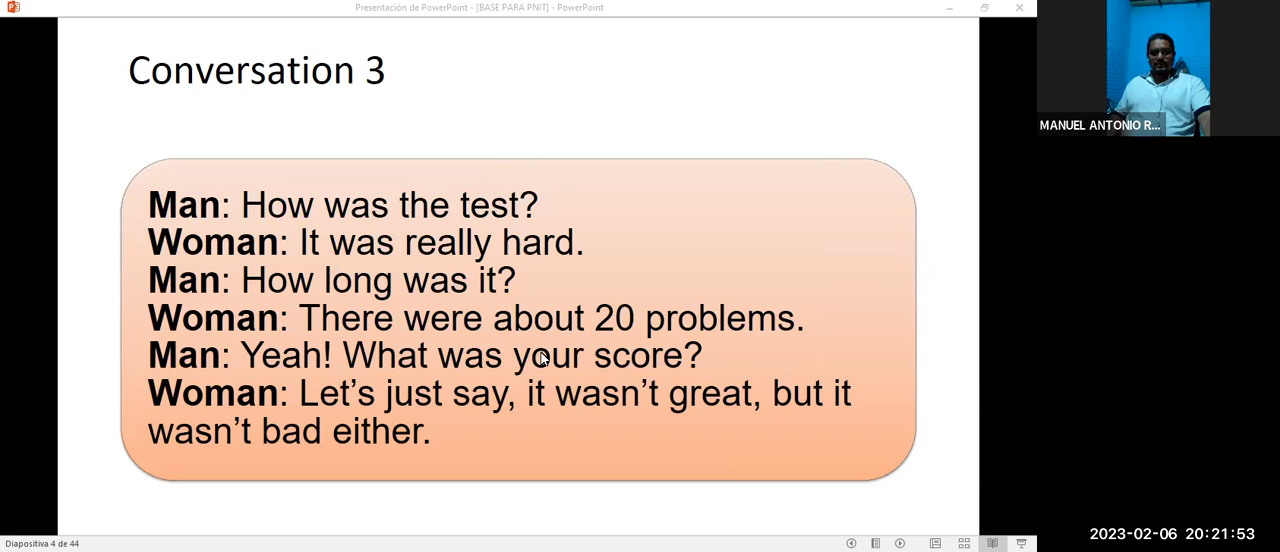 Presentación de PowerPoint - [BASE PARA PNIT] - PowerPoint
Conversation 3
Man: How was the test?
Woman: It was really hard.
Man: How long was it?
Woman: There were about 20 problems.
Man: Yeah! What was your score?
Woman: Let’s just say, it wasn’t great, but it
wasn’t bad either.
MANUEL ANTONIO R...
Diapositiva 4 de 44
2023-02-06 20:21:53